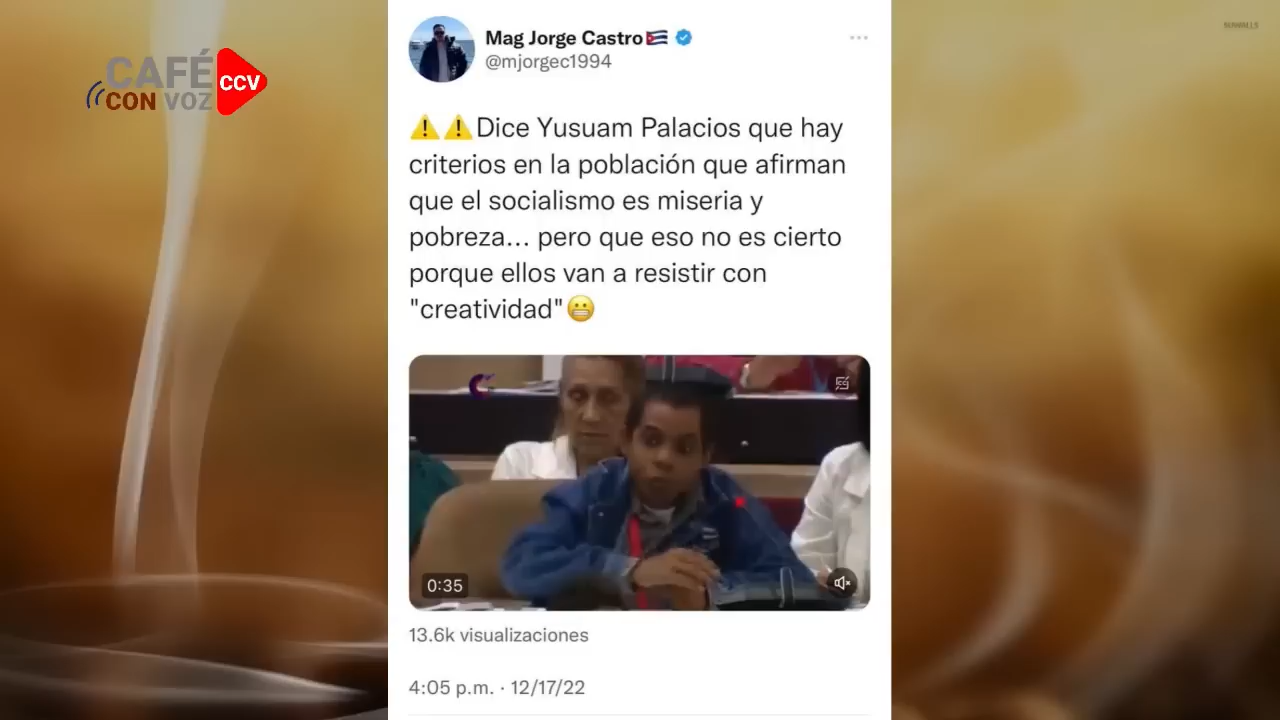 CAFÉ
CON VOZ
CCV
Mag Jorge Castro🇨🇺
@mjorgec1994
⚠️⚠️Dice Yusuam Palacios que hay
criterios en la población que afirman
que el socialismo es miseria y
pobreza... pero que eso no es cierto
porque ellos van a resistir con
"creatividad"😬
0:35
13.6k visualizaciones
4:05 p.m. · 12/17/22